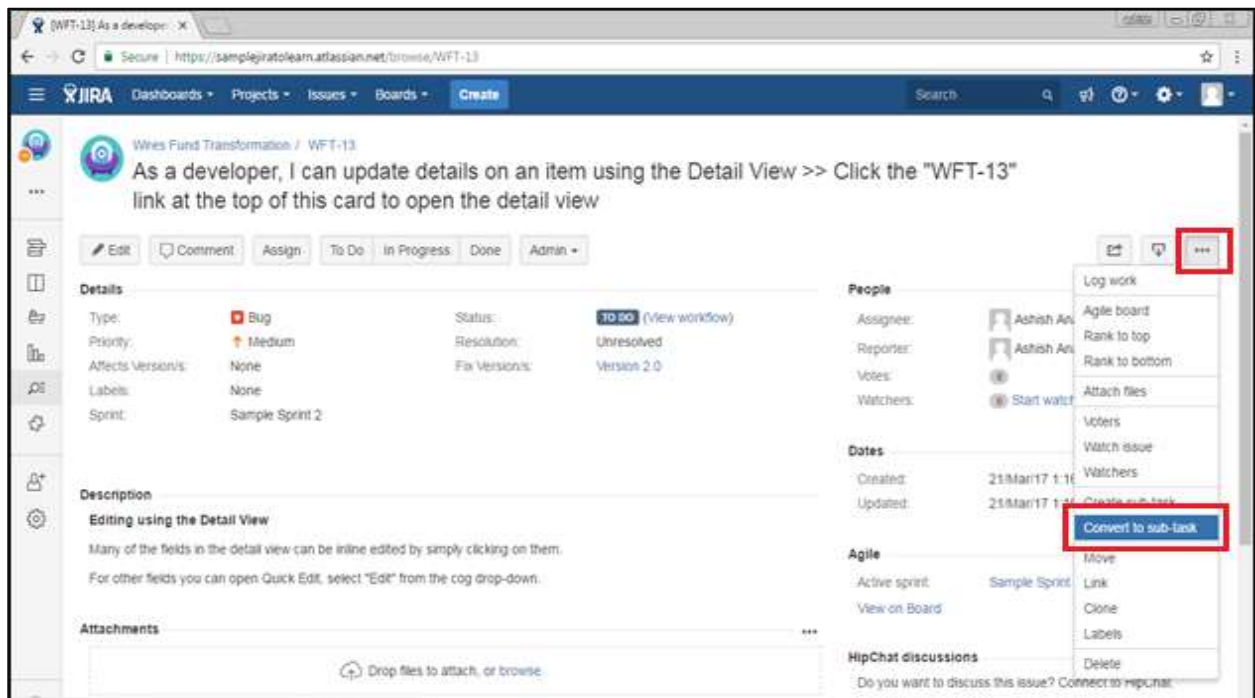 [WFT-13] As a develope
Secure | https://samplejiratolearn.atlassian.net/browse/WFT-13
JIRA Dashboards Projects Issues Boards Create Search
Wires Fund Transformation / WFT-13
As a developer, I can update details on an item using the Detail View >> Click the "WFT-13"
link at the top of this card to open the detail view
Edit Comment Assign To Do In Progress Done Admin
Details
Type: Bug Status: TO DO (View workflow)
Priority: Medium Resolution: Unresolved
Affects Version/s: None Fix Version/s: Version 2.0
Labels: None
Sprint: Sample Sprint 2
Description
Editing using the Detail View
Many of the fields in the detail view can be inline edited by simply clicking on them.
For other fields you can open Quick Edit, select "Edit" from the cog drop-down.
Attachments
Drop files to attach, or browse.
People
Assignee: Ashish An
Reporter: Ashish An
Votes: 0
Watchers: 0 Start watch
Dates
Created: 21/Mar/17 1:16
Updated: 21/Mar/17 1:16
Agile
Active sprint: Sample Sprint
View on Board
HipChat discussions
Do you want to discuss this issue? Connect to HipChat.
Log work
Agile board
Rank to top
Rank to bottom
Attach files
Voters
Watch issue
Watchers
Create sub-task
Convert to sub-task
Move
Link
Clone
Labels
Delete